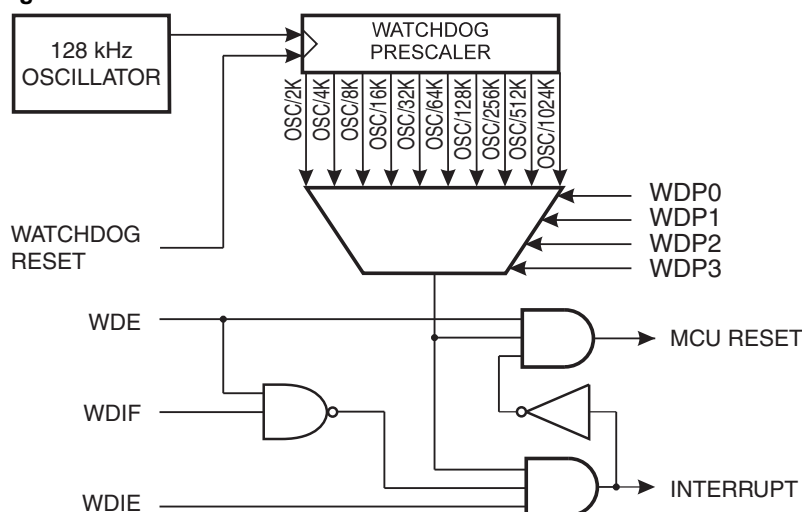 128 kHz
OSCILLATOR
WATCHDOG
PRESCALER
OSC/2K
OSC/4K
OSC/8K
OSC/16K
OSC/32K
OSC/64K
OSC/128K
OSC/256K
OSC/512K
OSC/1024K
WDP0
WDP1
WDP2
WDP3
WATCHDOG
RESET
WDE
MCU RESET
WDIF
INTERRUPT
WDIE